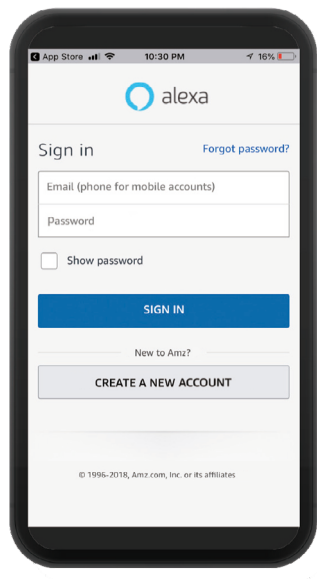 App Store 10:30 PM 16%
alexa
Sign in Forgot password?
Email (phone for mobile accounts)
Password
Show password
SIGN IN
New to Amz?
CREATE A NEW ACCOUNT
© 1996-2018, Amz.com, Inc. or its affiliates